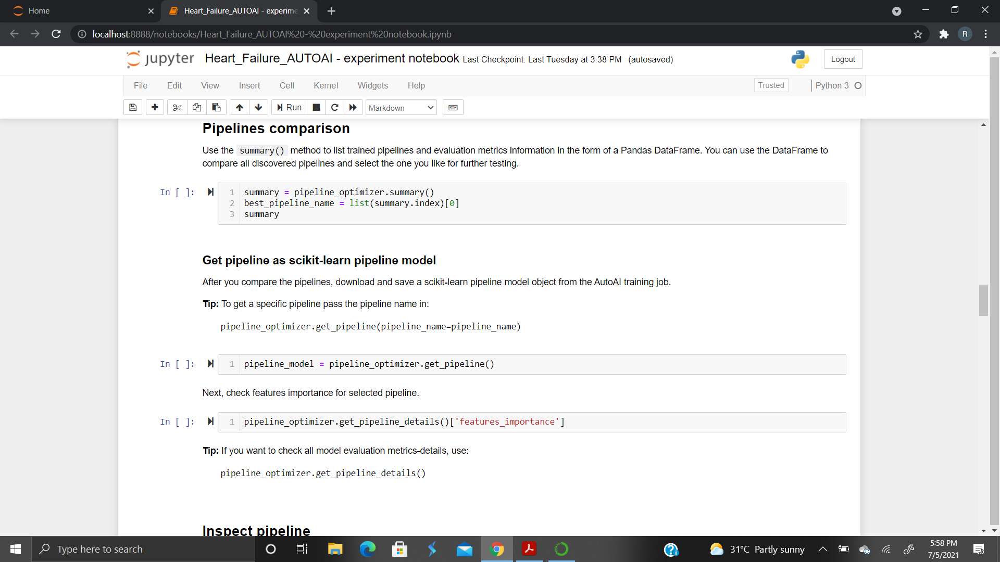 Home
Heart_Failure_AUTOAI - experime
localhost:8888/notebooks/Heart_Failure_AUTOAI%20-%20experiment%20notebook.ipynb
R
jupyter Heart_Failure_AUTOAI - experiment notebook Last Checkpoint: Last Tuesday at 3:38 PM (autosaved)
Logout
File Edit View Insert Cell Kernel Widgets Help
Trusted
Python 3
Run
Markdown
Pipelines comparison
Use the summary() method to list trained pipelines and evaluation metrics information in the form of a Pandas DataFrame. You can use the DataFrame to
compare all discovered pipelines and select the one you like for further testing.
In [ ]:
1 summary = pipeline_optimizer.summary()
2 best_pipeline_name = list(summary.index)[0]
3 summary
Get pipeline as scikit-learn pipeline model
After you compare the pipelines, download and save a scikit-learn pipeline model object from the AutoAI training job.
Tip: To get a specific pipeline pass the pipeline name in:
pipeline_optimizer.get_pipeline(pipeline_name=pipeline_name)
In [ ]:
1 pipeline_model = pipeline_optimizer.get_pipeline()
Next, check features importance for selected pipeline.
In [ ]:
1 pipeline_optimizer.get_pipeline_details()['features_importance']
Tip: If you want to check all model evaluation metrics-details, use:
pipeline_optimizer.get_pipeline_details()
Inspect pipeline
Type here to search
31°C Partly sunny
5:58 PM
7/5/2021